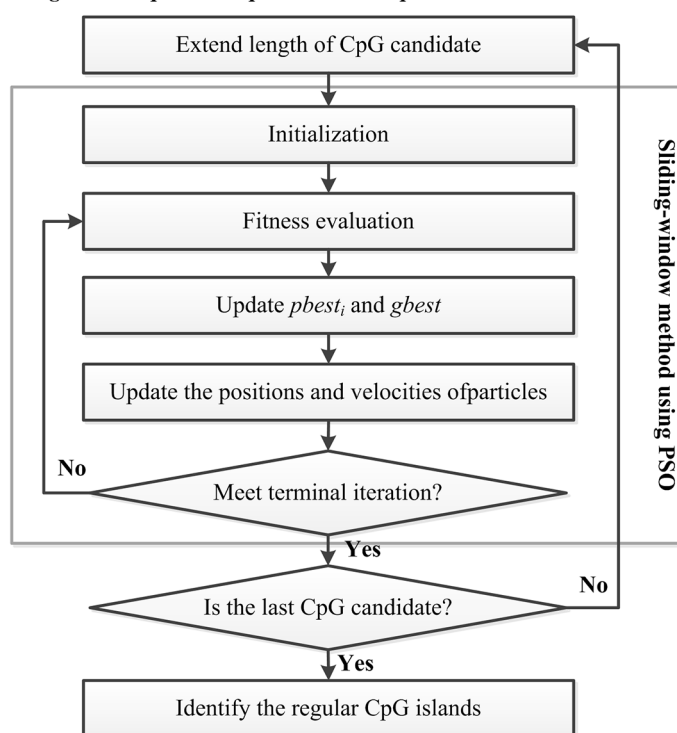 Extend length of CpG candidate
Initialization
Fitness evaluation
Update pbesti and gbest
Update the positions and velocities ofparticles
No
Meet terminal iteration?
Yes
Is the last CpG candidate?
No
Yes
Identify the regular CpG islands
Sliding-window method using PSO